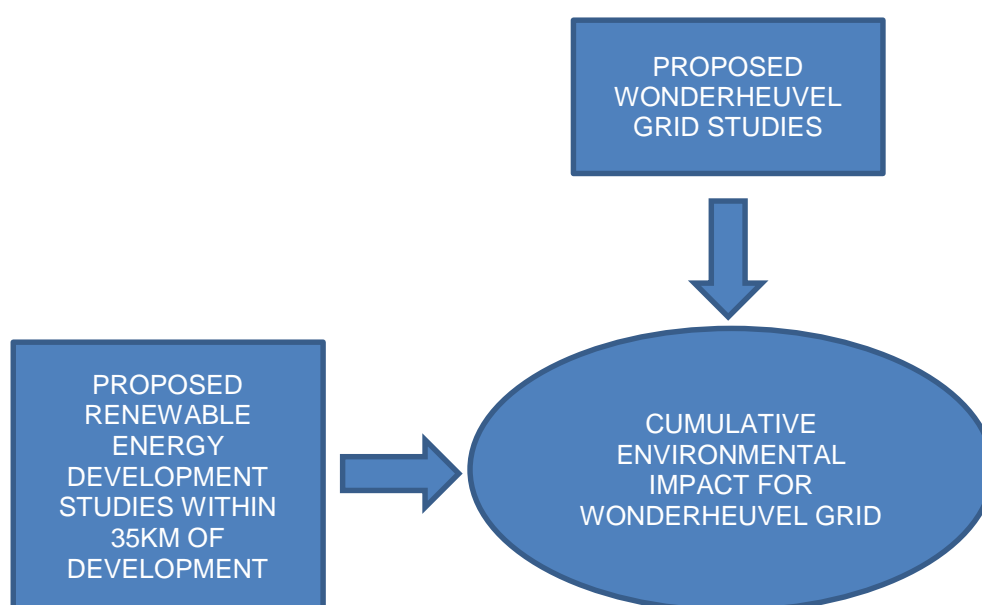 PROPOSED
WONDERHEUVEL
GRID STUDIES
PROPOSED
RENEWABLE
ENERGY
DEVELOPMENT
STUDIES WITHIN
35KM OF
DEVELOPMENT
CUMULATIVE
ENVIRONMENTAL
IMPACT FOR
WONDERHEUVEL GRID